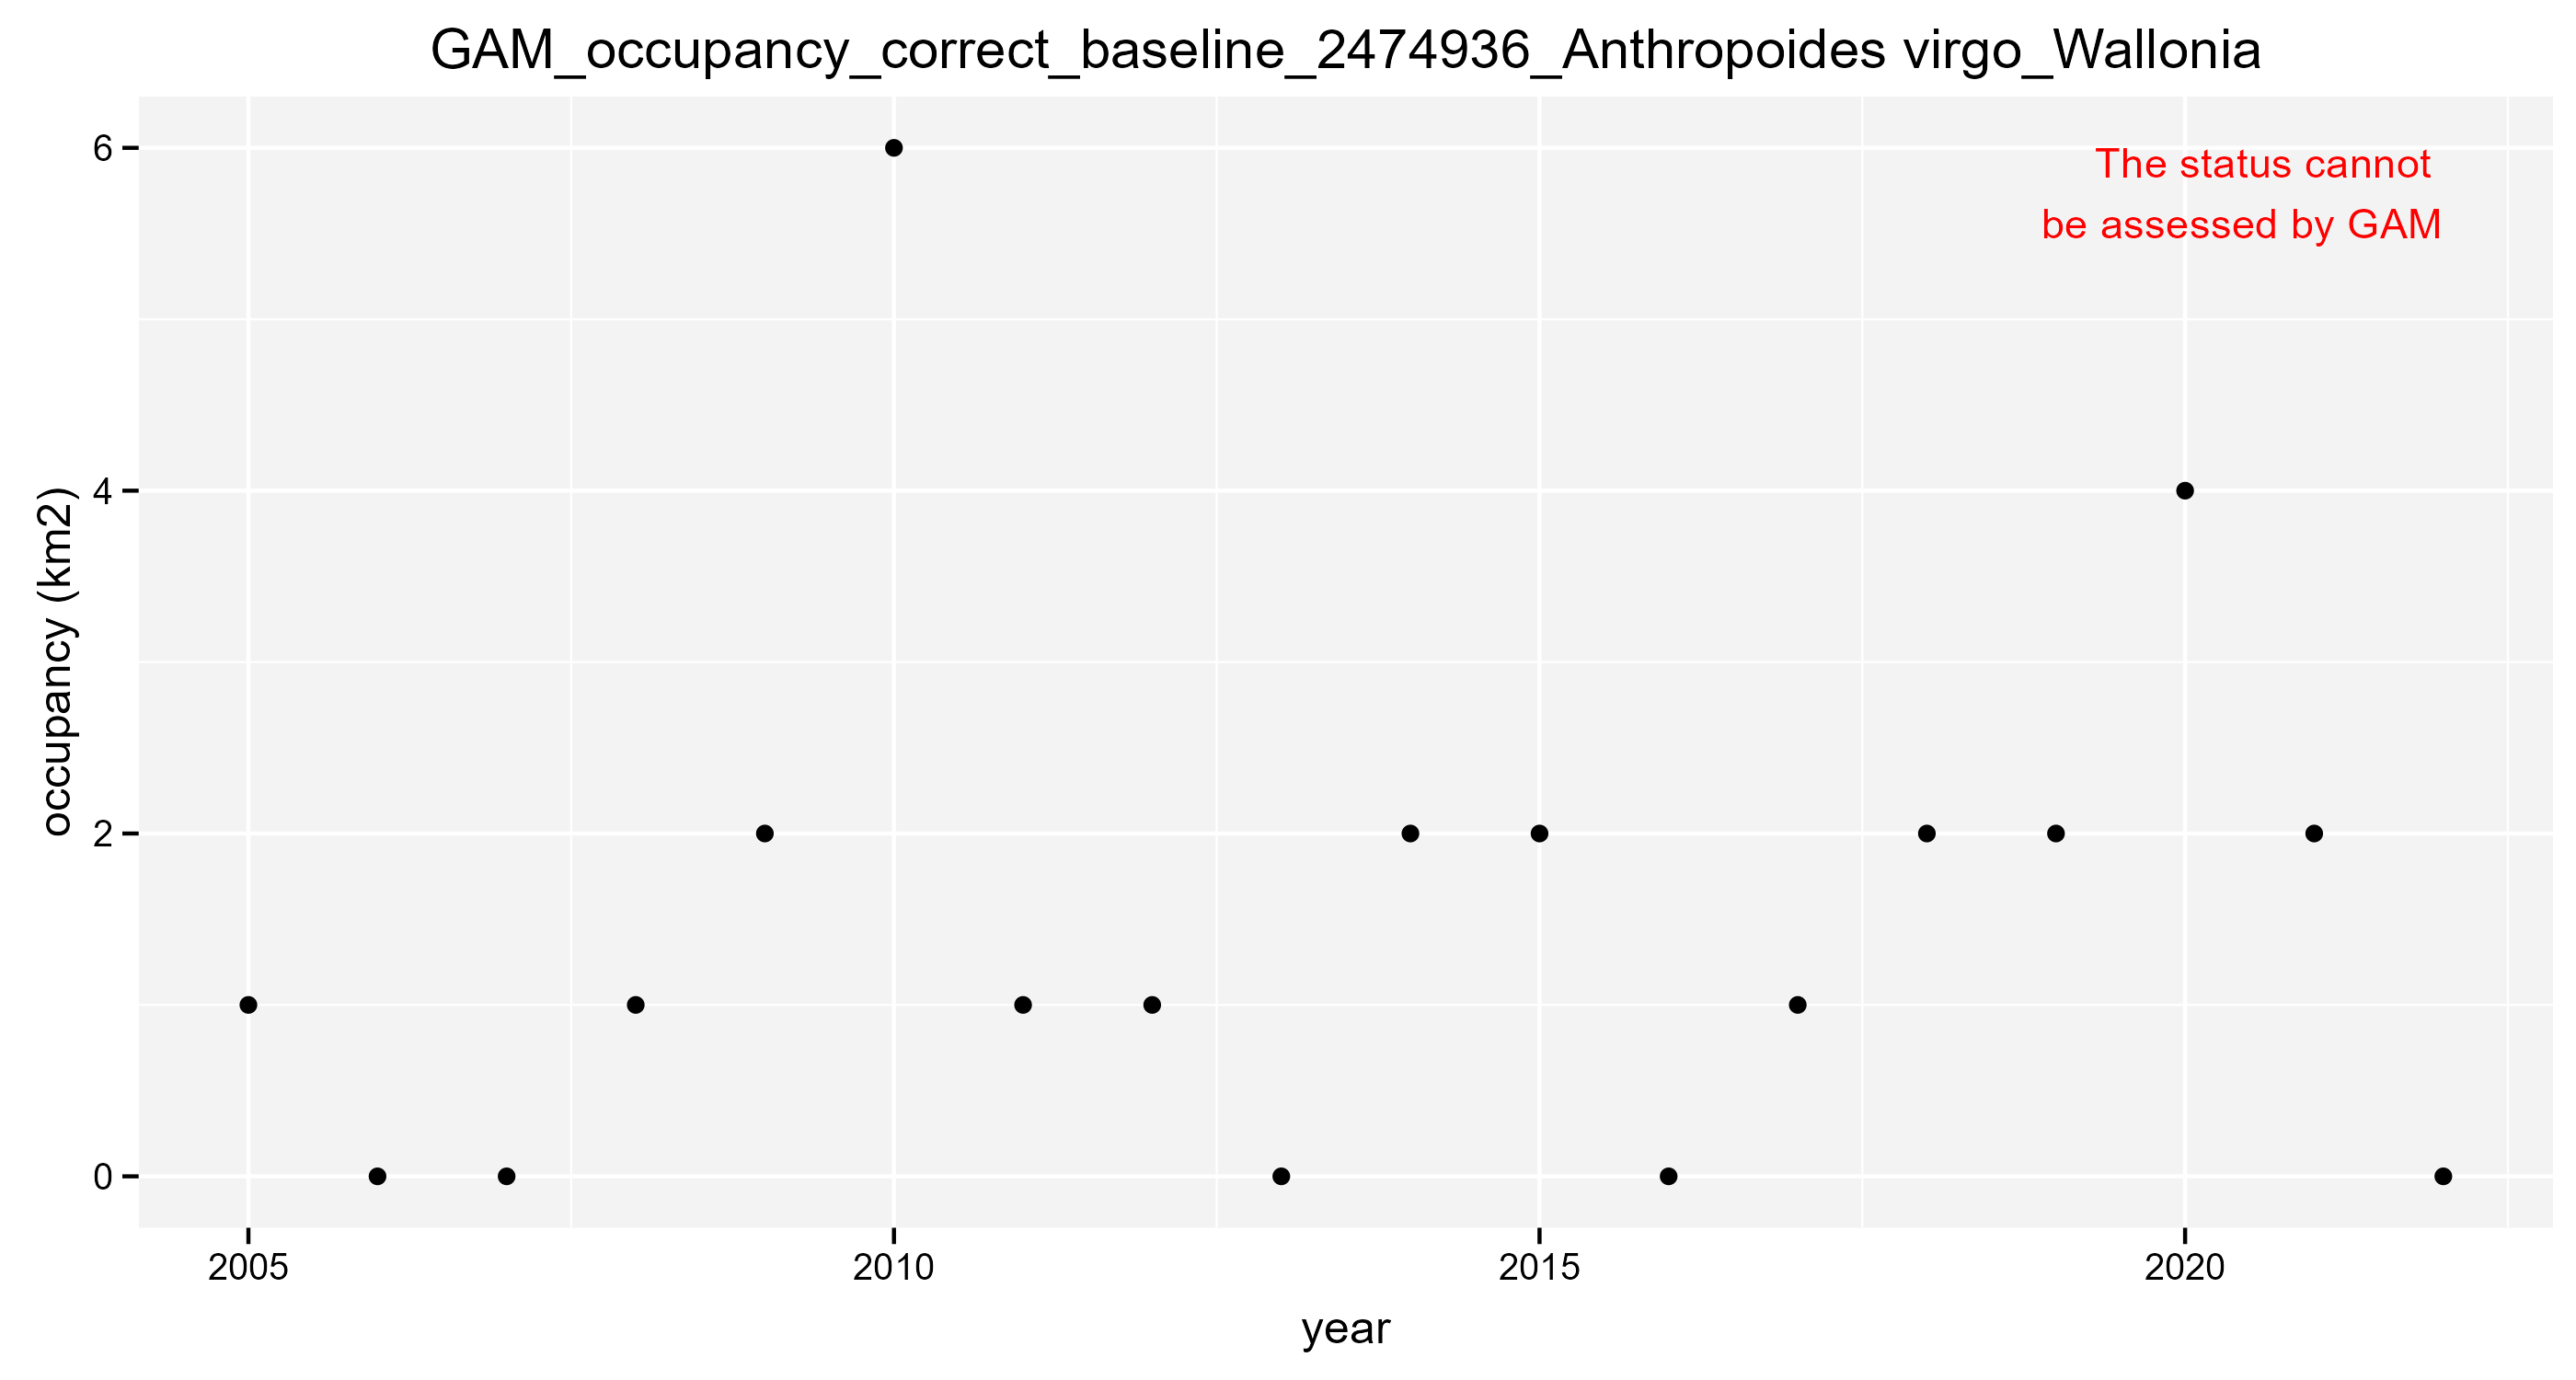 GAM_occupancy_correct_baseline_2474936_Anthropoides virgo_Wallonia
The status cannot
be assessed by GAM
occupancy (km2)
6
4
2
0
2005 2010 2015 2020
year